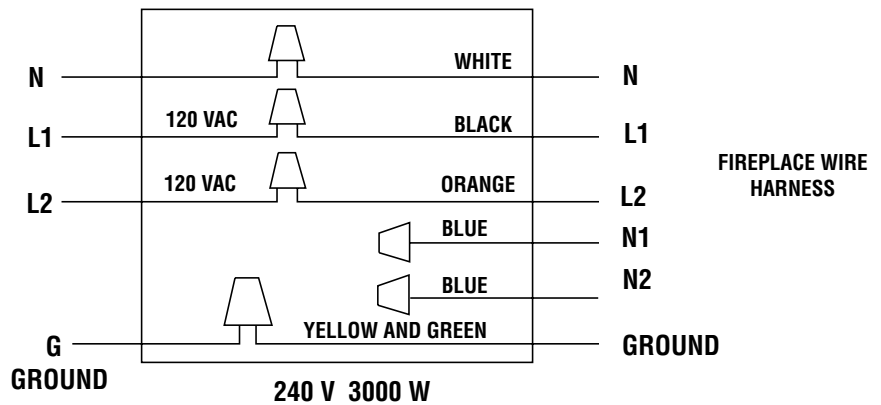 WHITE
N
N
120 VAC
BLACK
L1
L1
120 VAC
ORANGE
L2
L2
FIREPLACE WIRE
HARNESS
BLUE
N1
BLUE
N2
YELLOW AND GREEN
G
GROUND
GROUND
240 V 3000 W